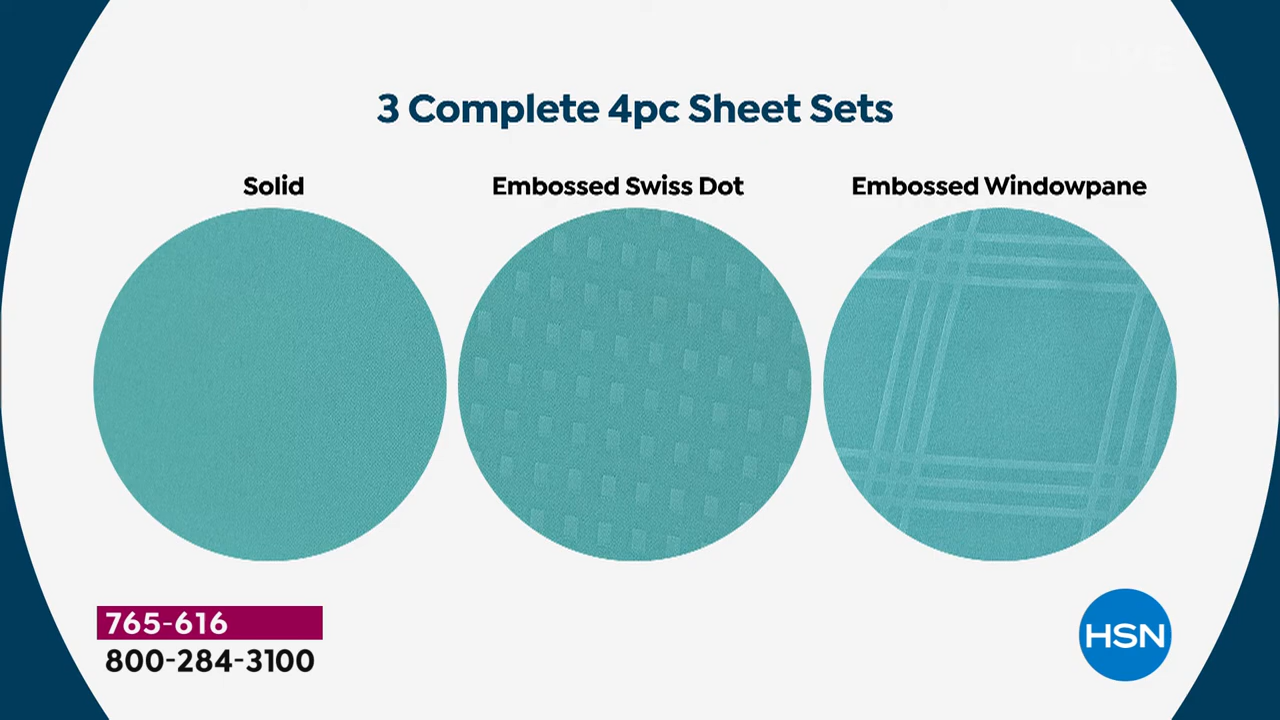 3 Complete 4pc Sheet Sets
Solid
Embossed Swiss Dot
Embossed Windowpane
765-616
800-284-3100
HSN